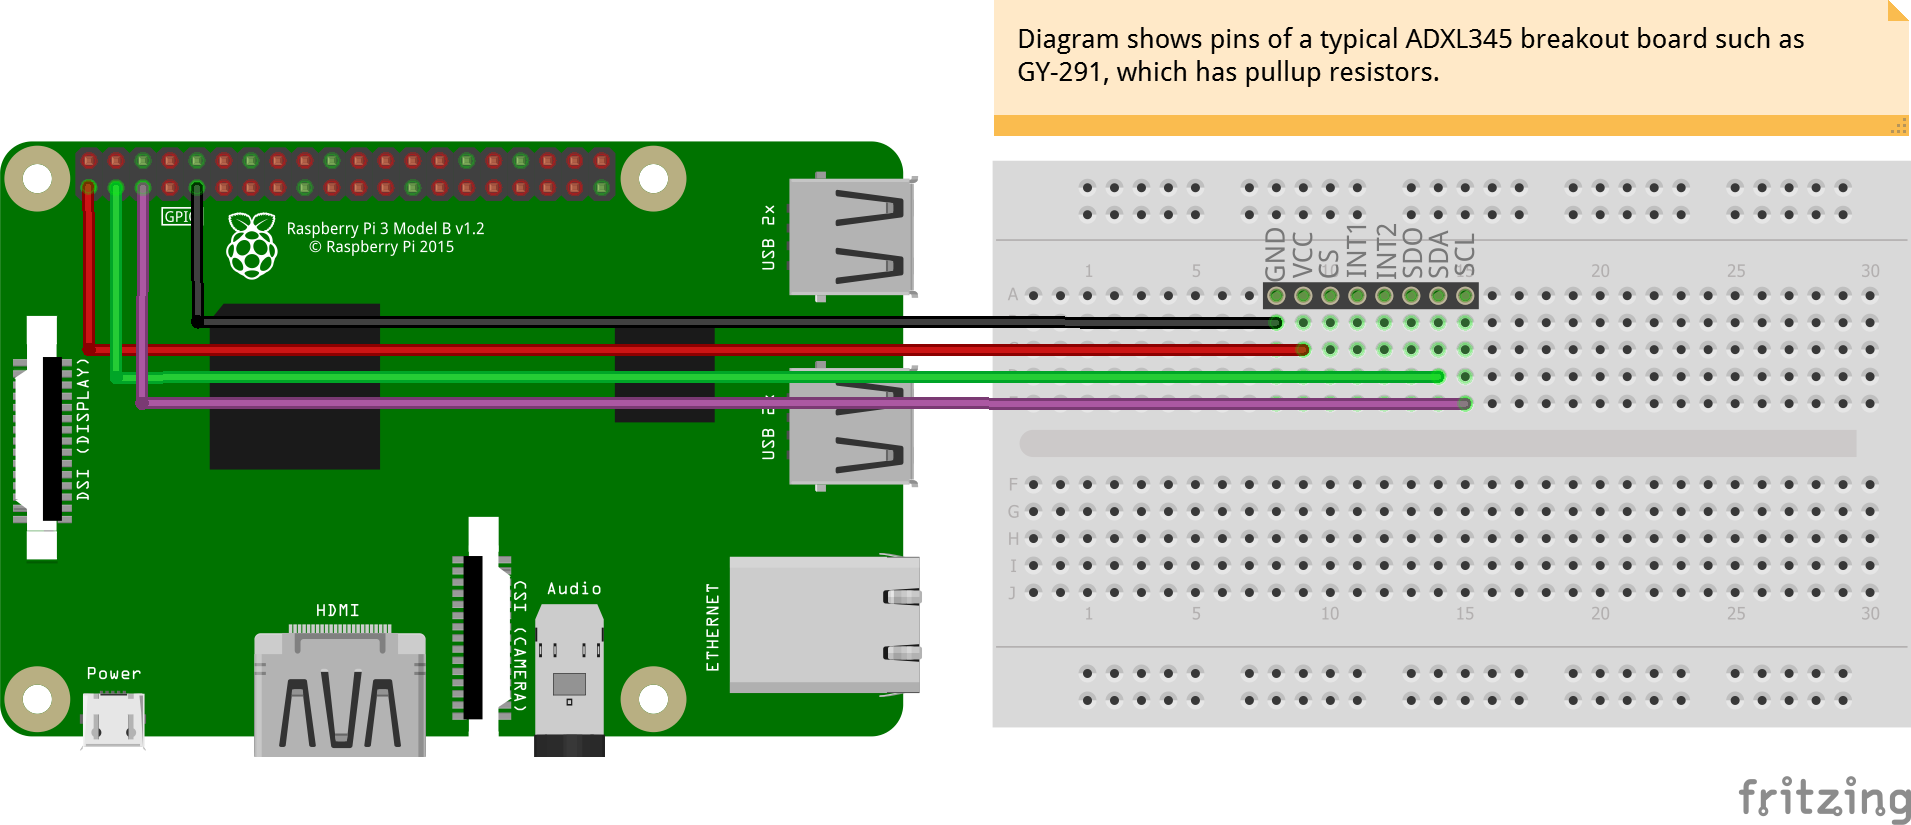 Diagram shows pins of a typical ADXL345 breakout board such as
GY-291, which has pullup resistors.
Raspberry Pi 3 Model B v1.2
© Raspberry Pi 2015
USB 2x
USB 2x
DSI (DISPLAY)
CSI (CAMERA)
Audio
ETHERNET
HDMI
Power
GND
VCC
CS
INT1
INT2
SDO
SDA
SCL
1 5 10 15 20 25 30
A
F
G
H
I
J
1 5 10 15 20 25 30
fritzing